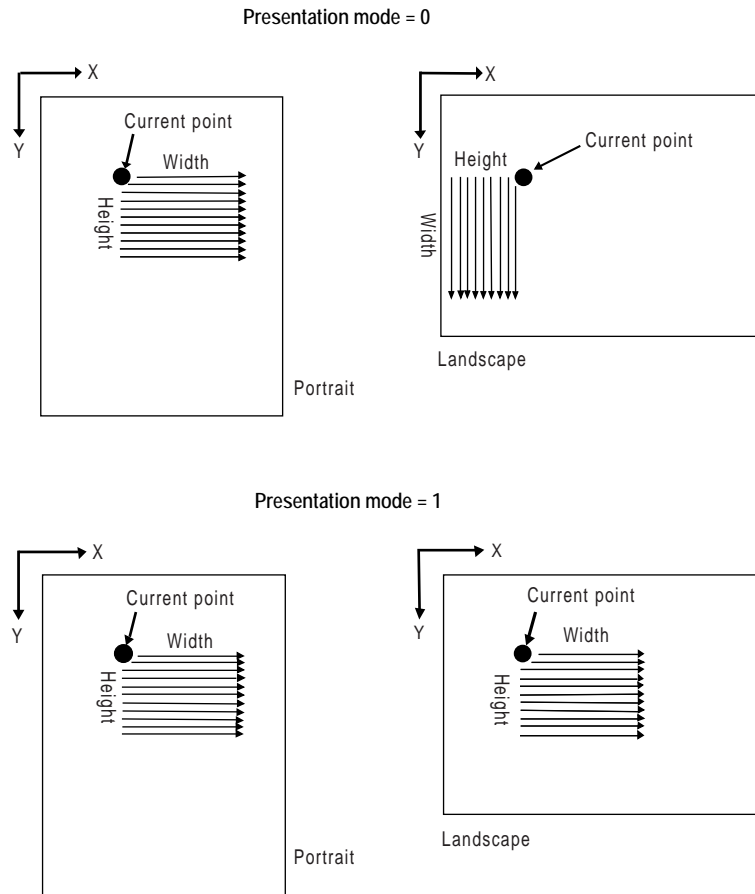 Presentation mode = 0
X
Y
Current point
Width
Height
Portrait
X
Y
Height
Current point
Width
Landscape
Presentation mode = 1
X
Y
Current point
Width
Height
Portrait
X
Y
Current point
Width
Height
Landscape